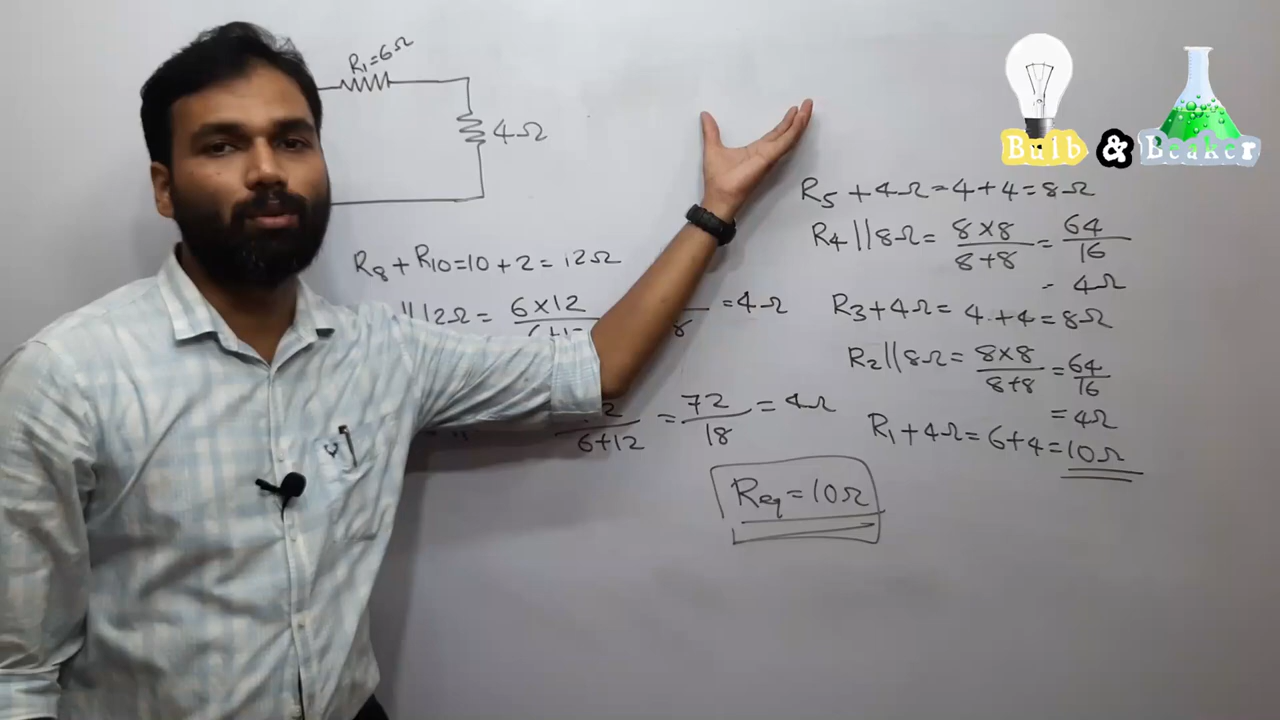 R₁=6Ω
4Ω
Bulb & Beaker
R₈+R₁₀=10+2=12Ω
||12Ω= 6×12 =4Ω
6+12 = 72/18 = 4Ω
R₅+4Ω=4+4=8Ω
R₄||8Ω= 8×8/8+8 = 64/16
- 4Ω
R₃+4Ω= 4+4=8Ω
R₂||8Ω= 8×8/8+8 = 64/16
=4Ω
R₁+4Ω=6+4=10Ω
Req=10Ω